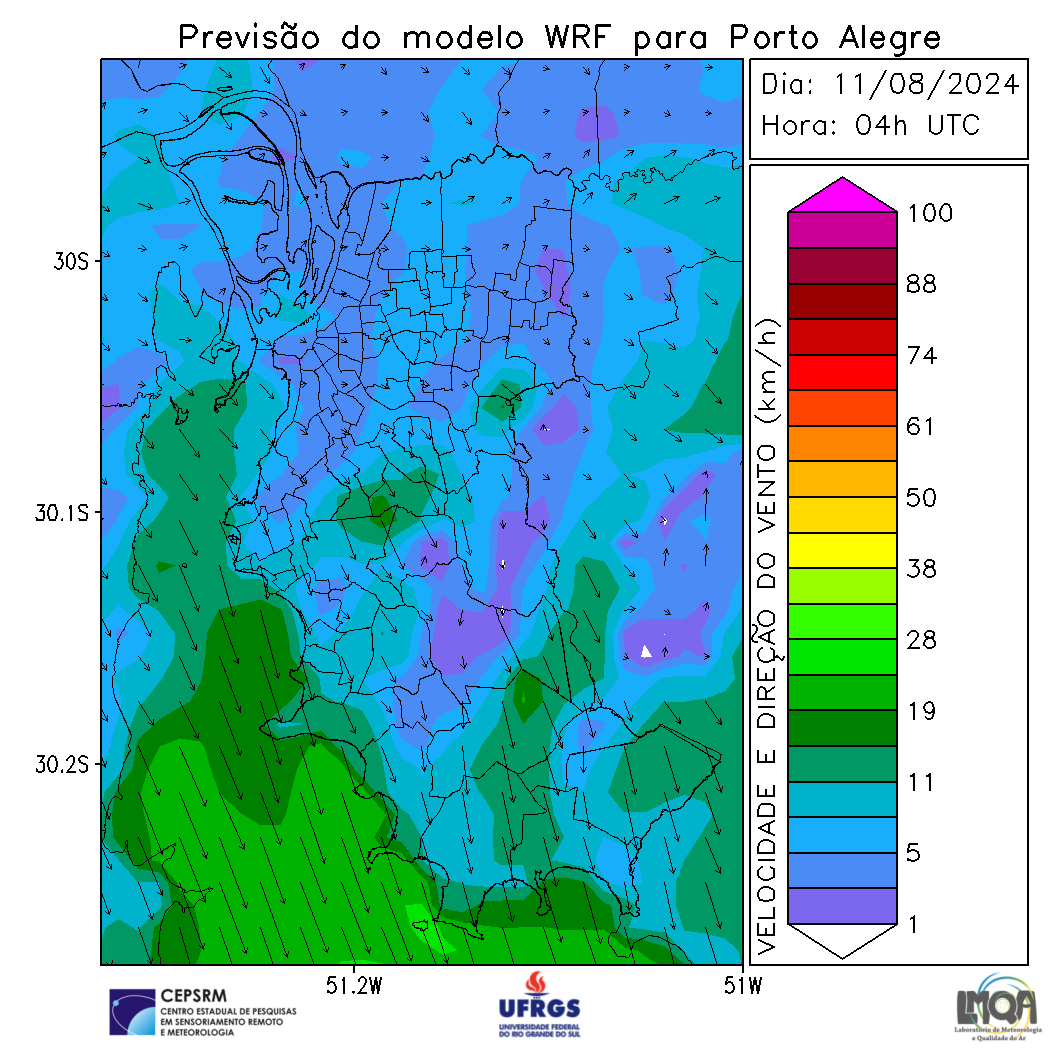 Previsão do modelo WRF para Porto Alegre
Dia: 11/08/2024
Hora: 04h UTC
30S
30.1S
30.2S
51.2W
51W
VELOCIDADE E DIREÇÃO DO VENTO (km/h)
100
88
74
61
50
38
28
19
11
5
1
CEPSRM
CENTRO ESTADUAL DE PESQUISAS
EM SENSORIAMENTO REMOTO
E METEOROLOGIA
UFRGS
UNIVERSIDADE FEDERAL
DO RIO GRANDE DO SUL
LMQA
Laboratório de Meteorologia
e Qualidade do Ar